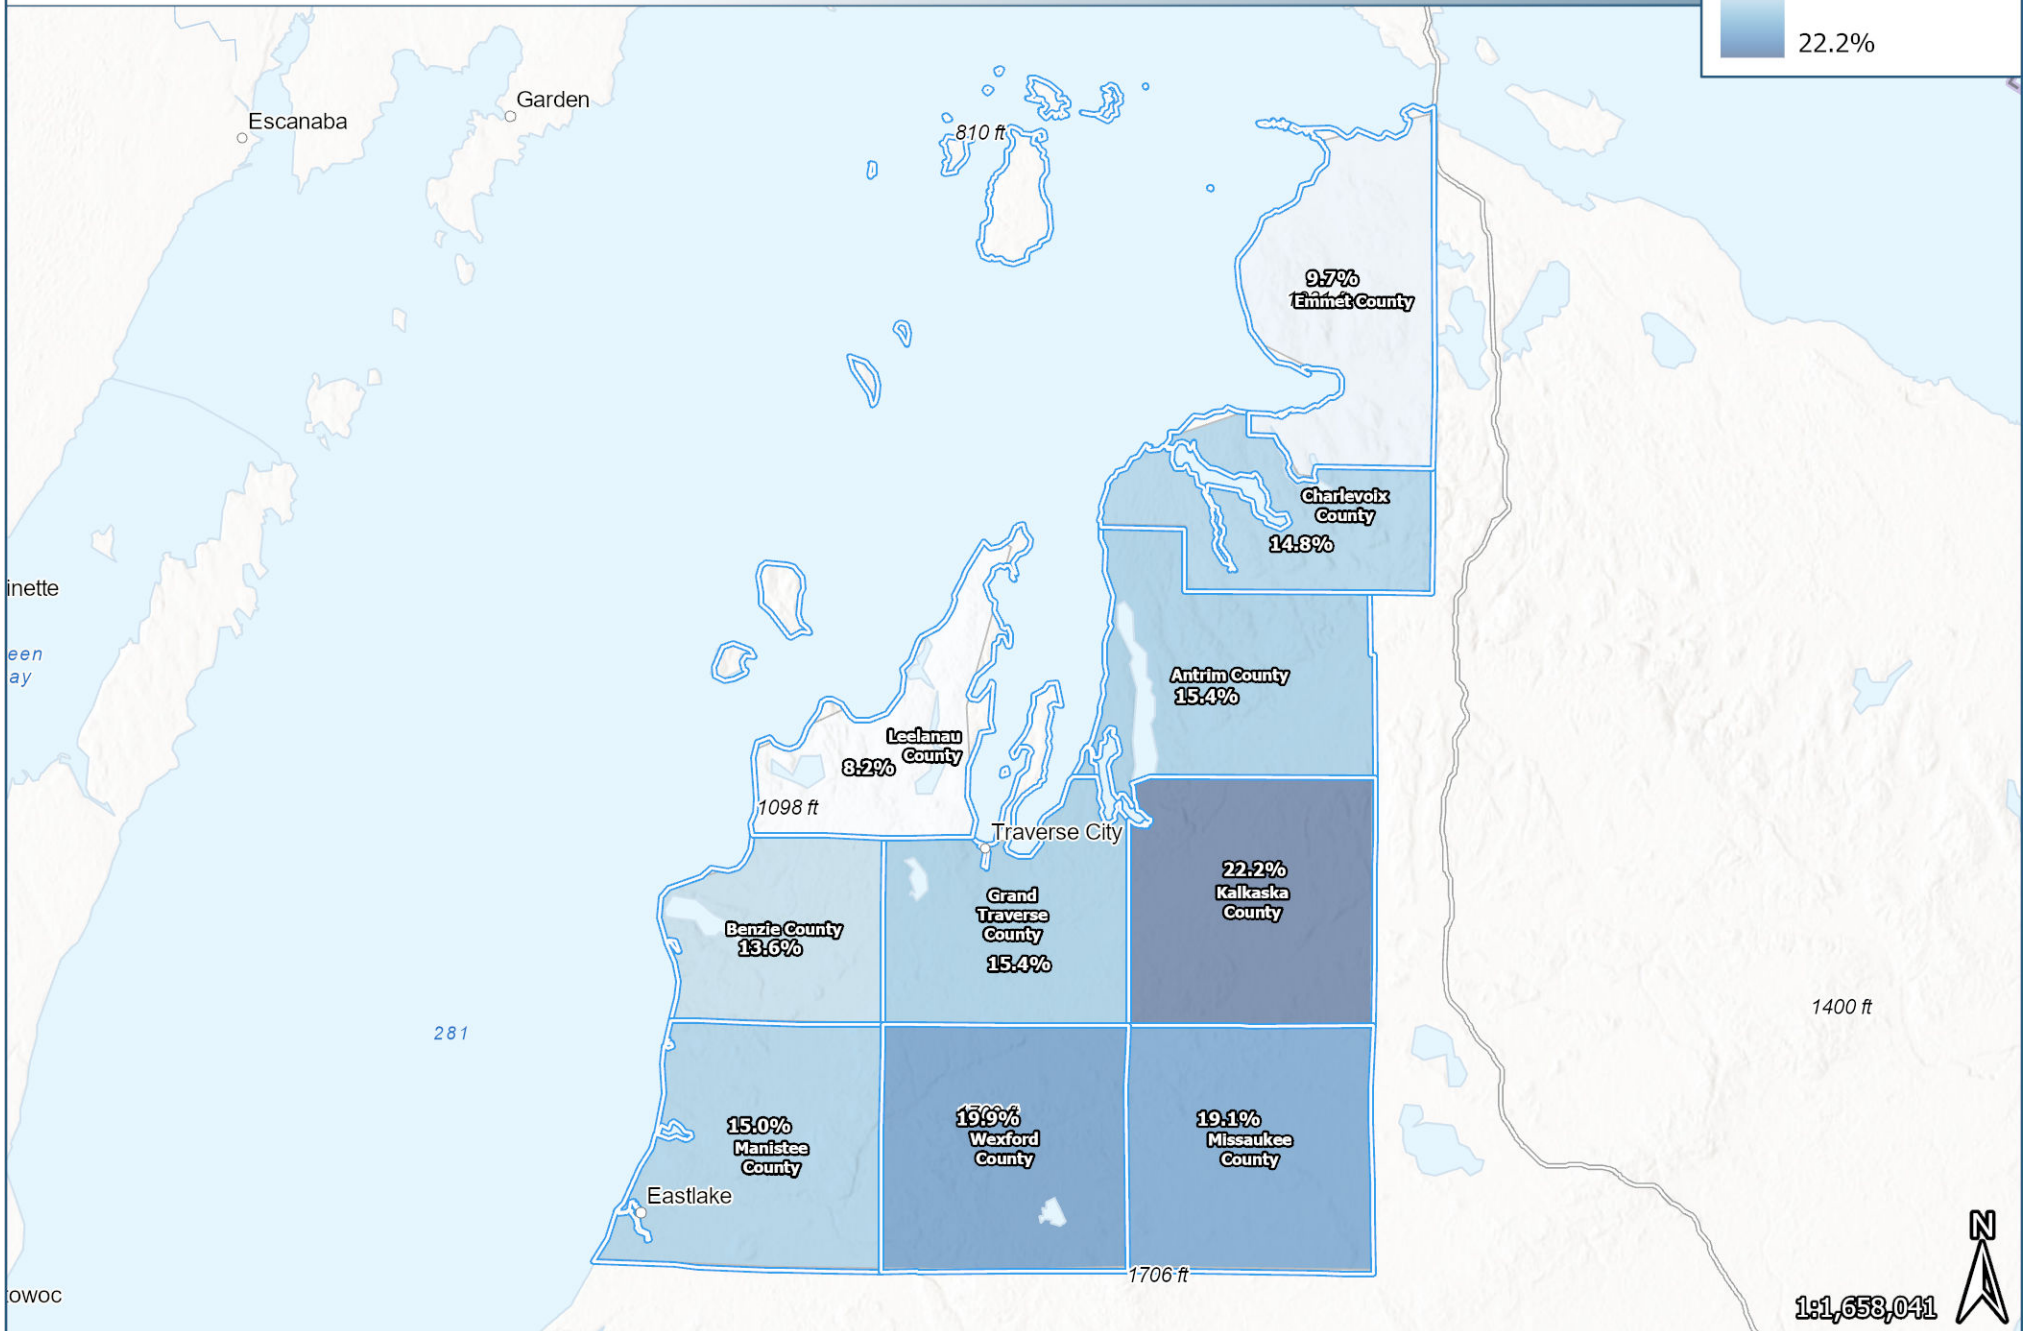 22.2%
Garden
Escanaba
810 ft
9.7%
Emmet County
Charlevoix
County
14.8%
inette
een
ay
Antrim County
15.4%
Leelanau
County
8.2%
1098 ft
Traverse City
22.2%
Kalkaska
County
Grand
Traverse
County
15.4%
Benzie County
13.6%
1400 ft
281
15.0%
Manistee
County
19.9%
Wexford
County
19.1%
Missaukee
County
Eastlake
1706 ft
owoc
N
1:1,658,041